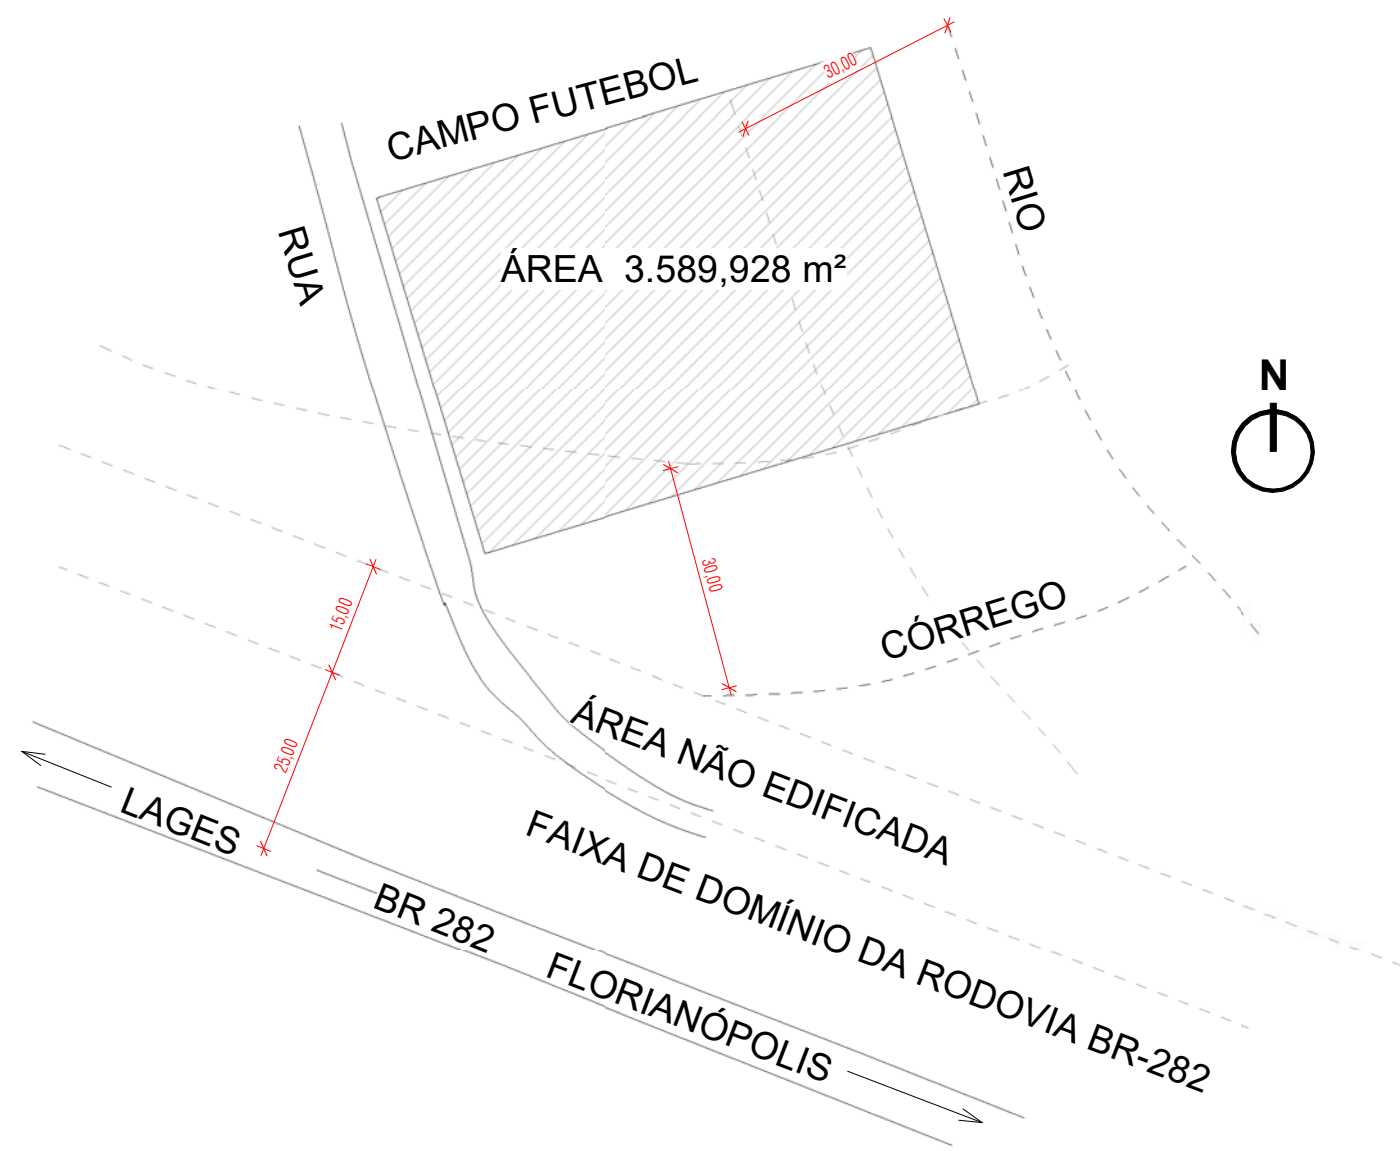 30,00
CAMPO FUTEBOL
RIO
RUA
ÁREA 3.589,928 m²
N
30,00
15,00
CÓRREGO
25,00
ÁREA NÃO EDIFICADA
LAGES
FAIXA DE DOMÍNIO DA RODOVIA BR-282
BR 282
FLORIANÓPOLIS